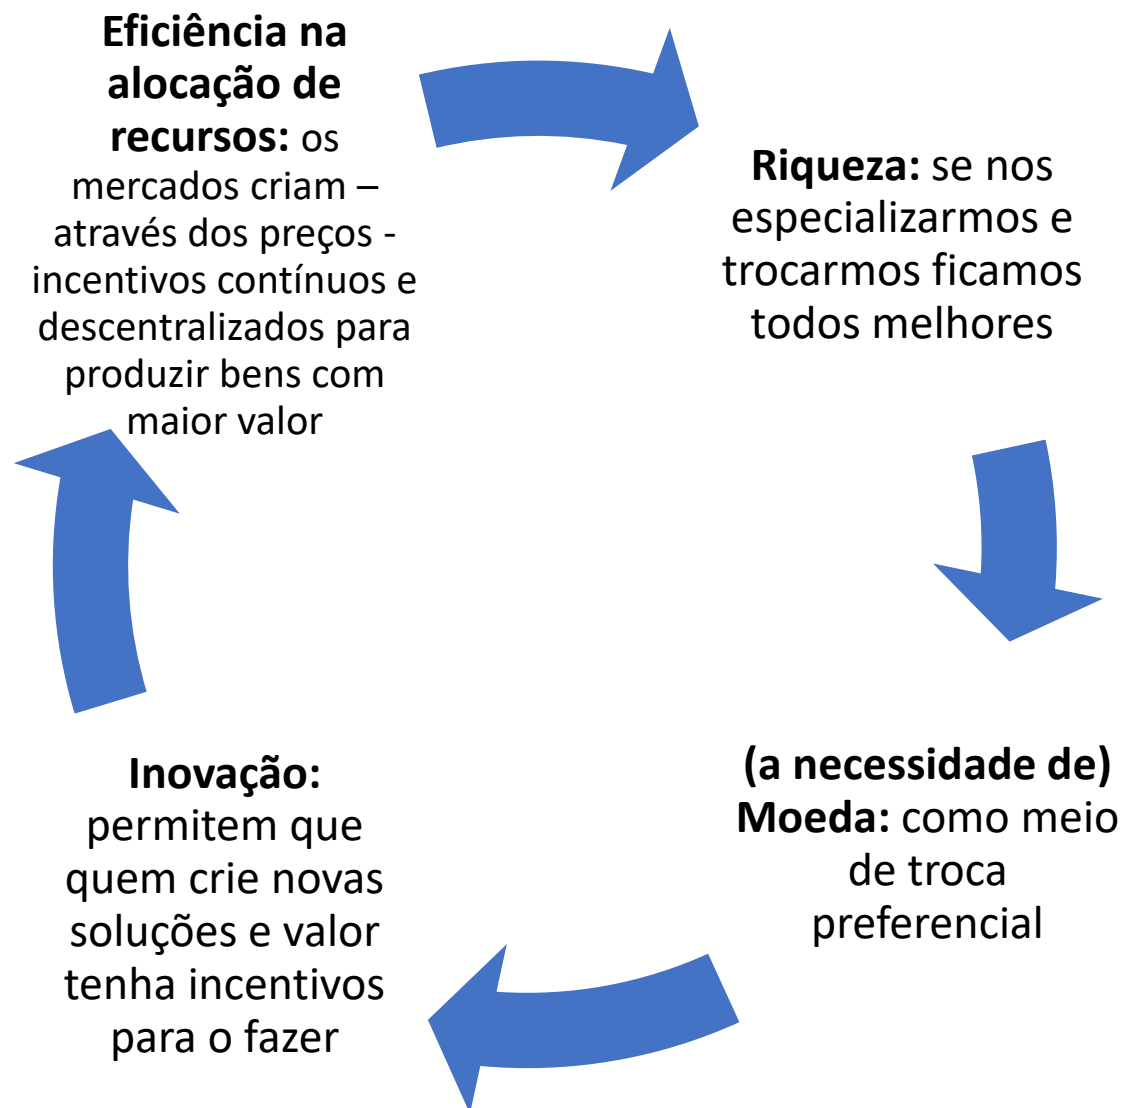 Eficiência na
alocação de
recursos: os
mercados criam –
através dos preços -
incentivos contínuos e
descentralizados para
produzir bens com
maior valor
Riqueza: se nos
especializarmos e
trocarmos ficamos
todos melhores
(a necessidade de)
Moeda: como meio
de troca
preferencial
Inovação:
permitem que
quem crie novas
soluções e valor
tenha incentivos
para o fazer